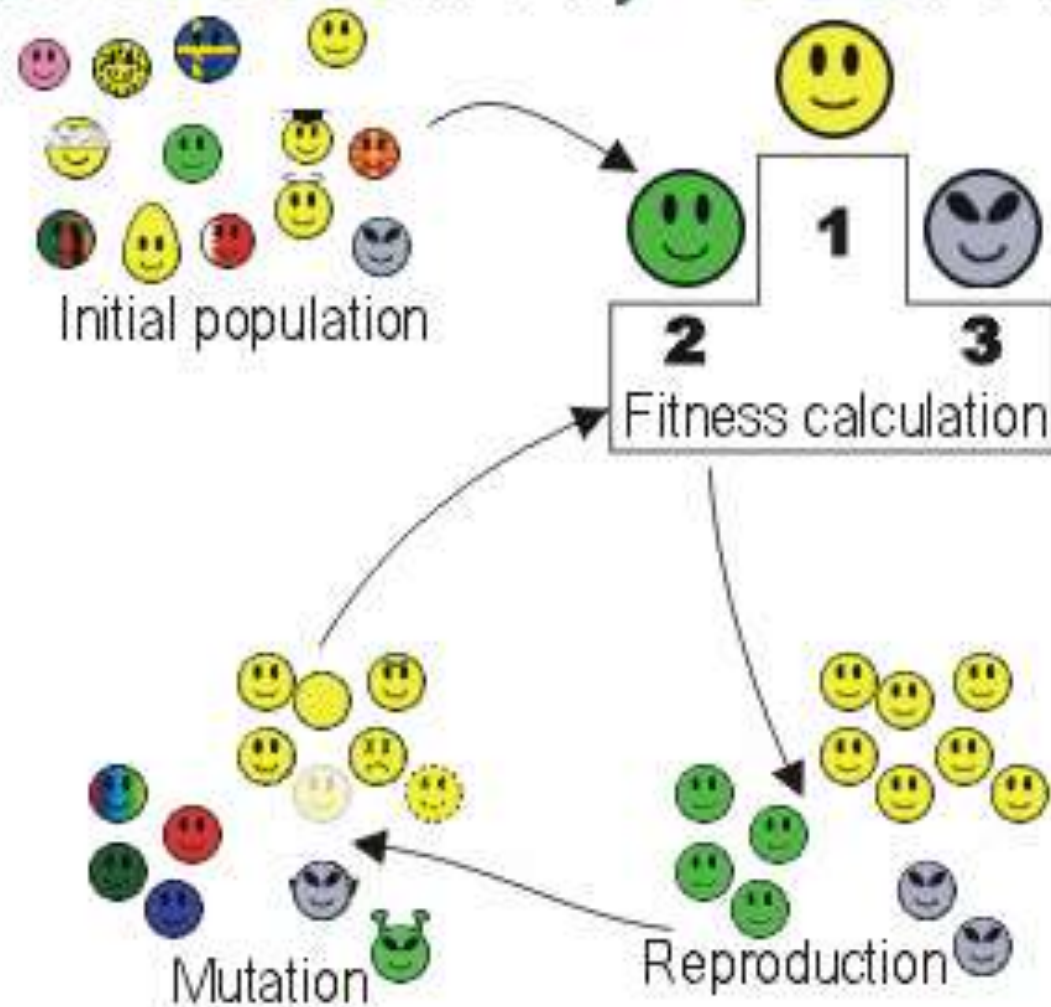 1
2
3
Initial population
Fitness calculation
Mutation
Reproduction